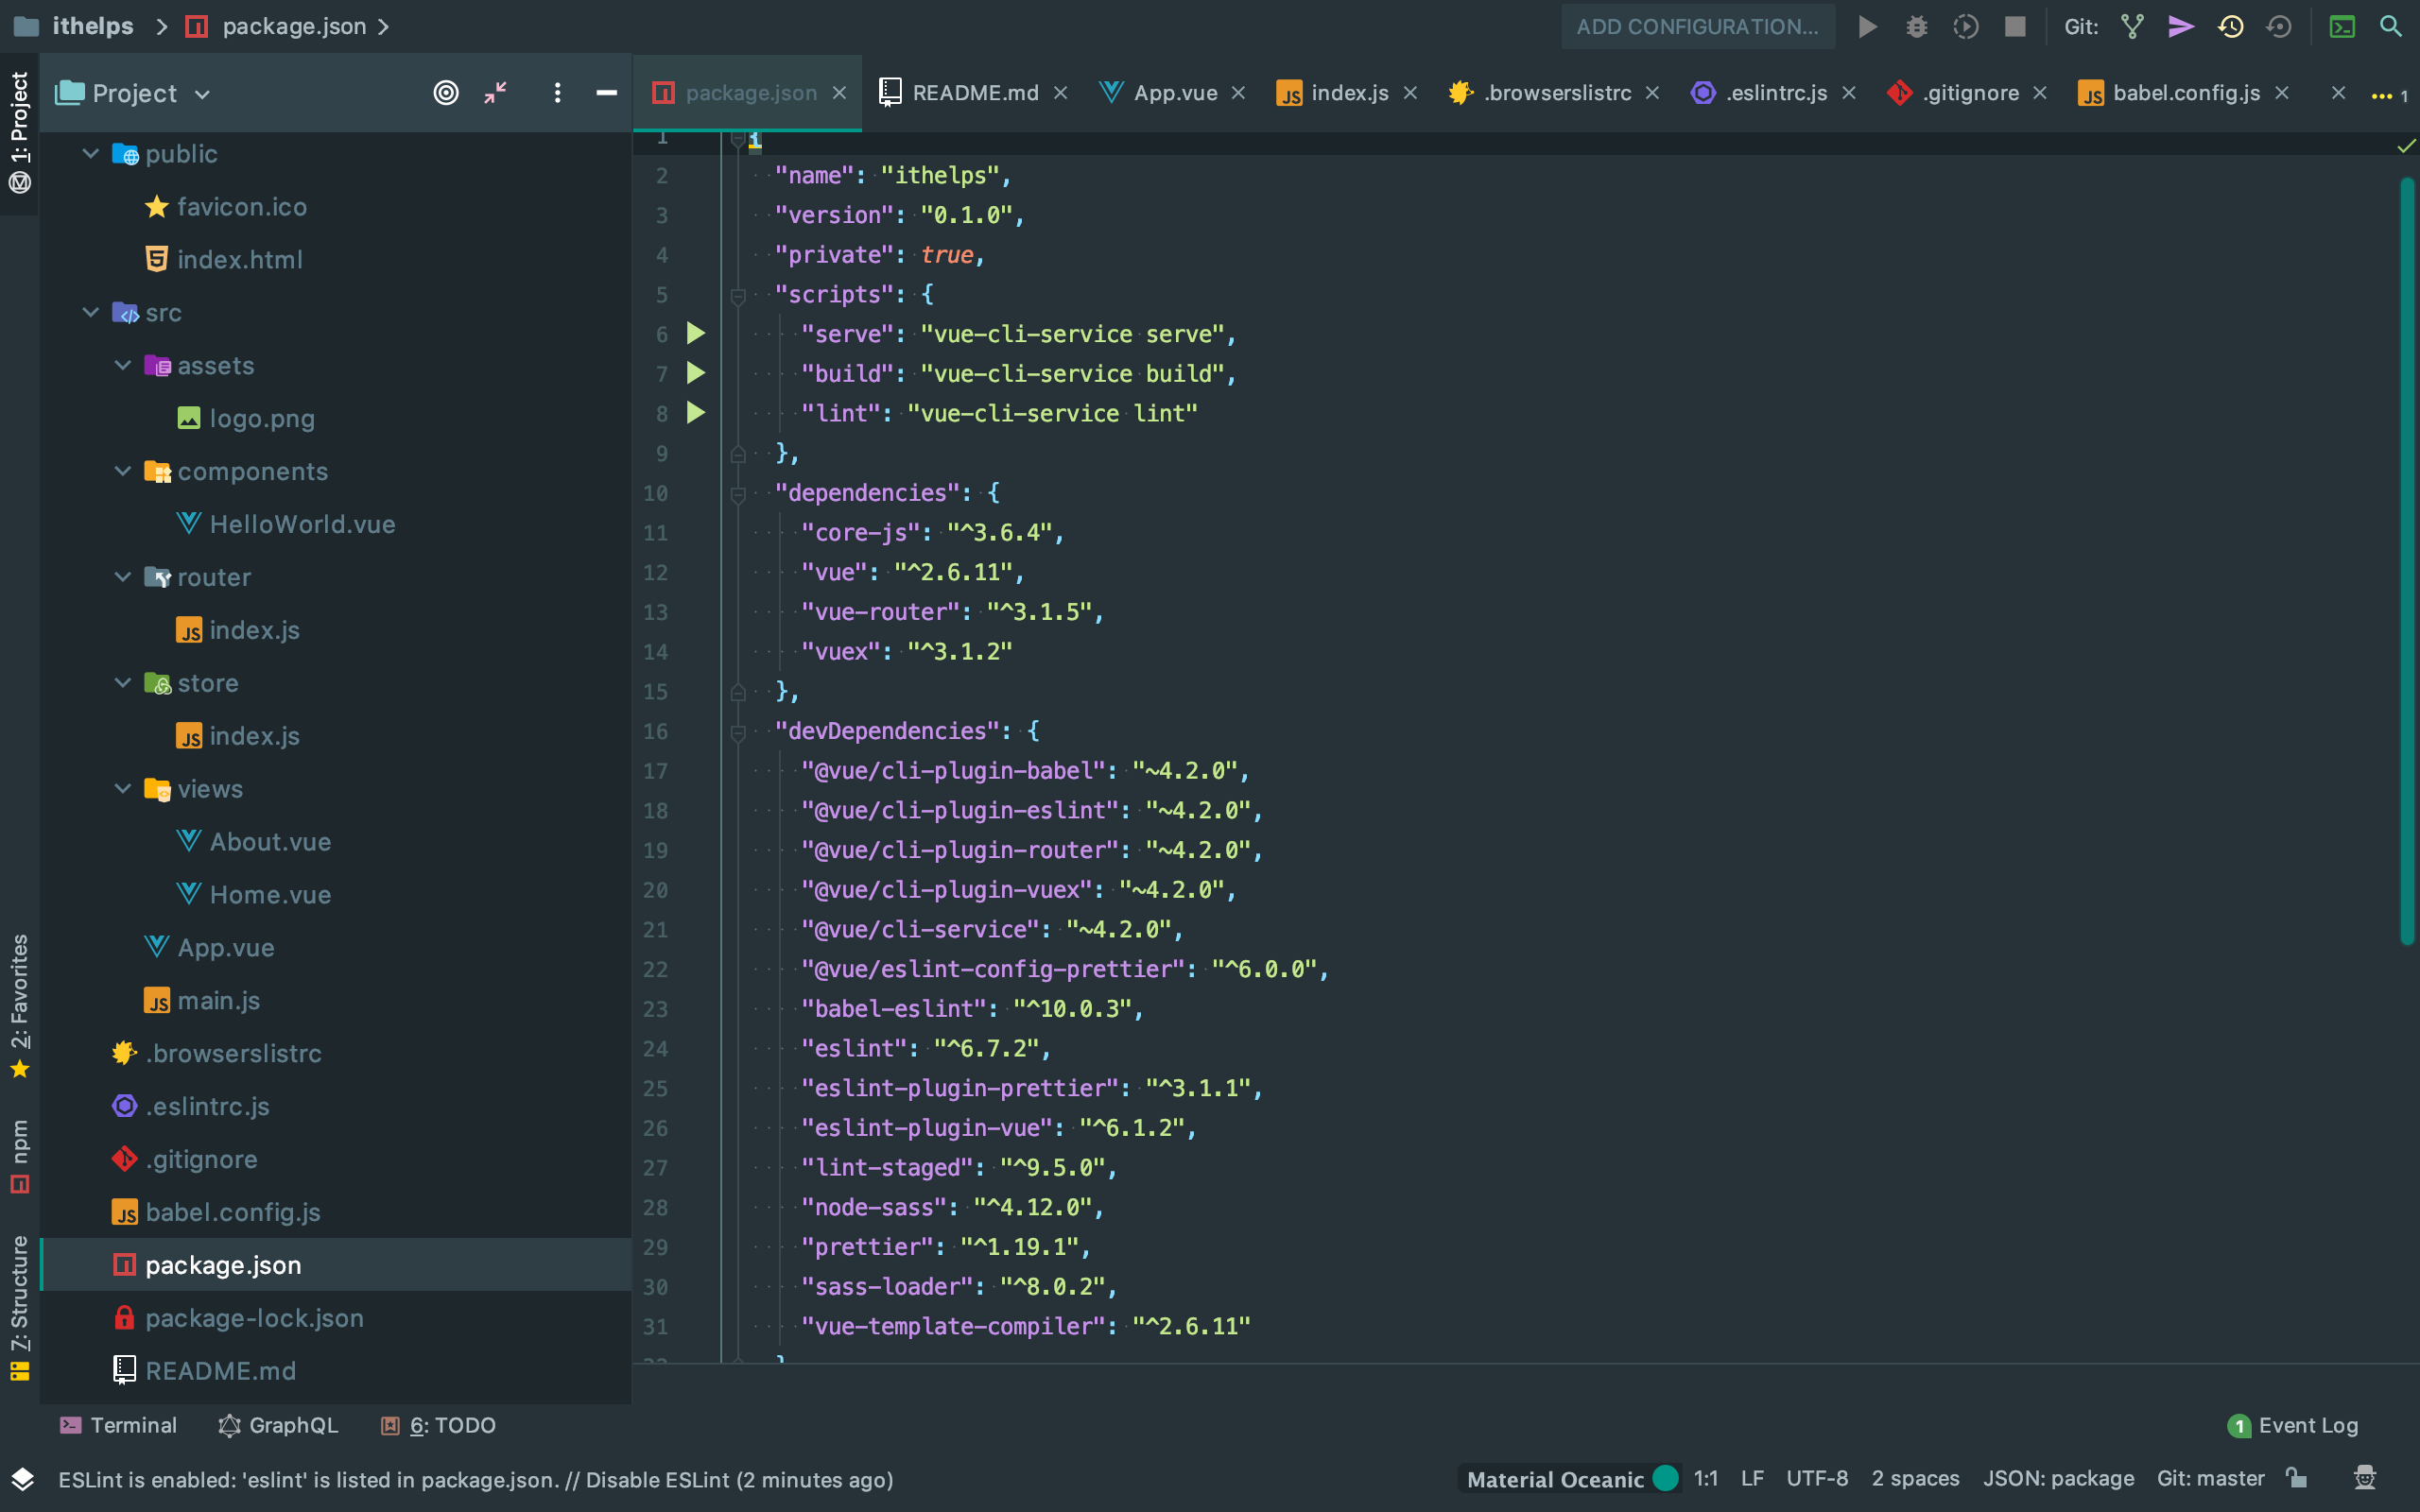 ithelps
package.json
ADD CONFIGURATION...
Git:
1: Project
Project
package.json
README.md
App.vue
index.js
.browserslistrc
.eslintrc.js
.gitignore
babel.config.js
1
public
favicon.ico
index.html
src
assets
logo.png
components
HelloWorld.vue
router
index.js
store
index.js
views
About.vue
Home.vue
App.vue
main.js
.browserslistrc
.eslintrc.js
.gitignore
babel.config.js
package.json
package-lock.json
README.md
2: Favorites
npm
7: Structure
1 {
2 "name": "ithelps",
3 "version": "0.1.0",
4 "private": true,
5 "scripts": {
6 "serve": "vue-cli-service serve",
7 "build": "vue-cli-service build",
8 "lint": "vue-cli-service lint"
9 },
10 "dependencies": {
11 "core-js": "^3.6.4",
12 "vue": "^2.6.11",
13 "vue-router": "^3.1.5",
14 "vuex": "^3.1.2"
15 },
16 "devDependencies": {
17 "@vue/cli-plugin-babel": "~4.2.0",
18 "@vue/cli-plugin-eslint": "~4.2.0",
19 "@vue/cli-plugin-router": "~4.2.0",
20 "@vue/cli-plugin-vuex": "~4.2.0",
21 "@vue/cli-service": "~4.2.0",
22 "@vue/eslint-config-prettier": "^6.0.0",
23 "babel-eslint": "^10.0.3",
24 "eslint": "^6.7.2",
25 "eslint-plugin-prettier": "^3.1.1",
26 "eslint-plugin-vue": "^6.1.2",
27 "lint-staged": "^9.5.0",
28 "node-sass": "^4.12.0",
29 "prettier": "^1.19.1",
30 "sass-loader": "^8.0.2",
31 "vue-template-compiler": "^2.6.11"
Terminal
GraphQL
6: TODO
1 Event Log
ESLint is enabled: 'eslint' is listed in package.json. // Disable ESLint (2 minutes ago)
Material Oceanic
1:1
LF
UTF-8
2 spaces
JSON: package
Git: master